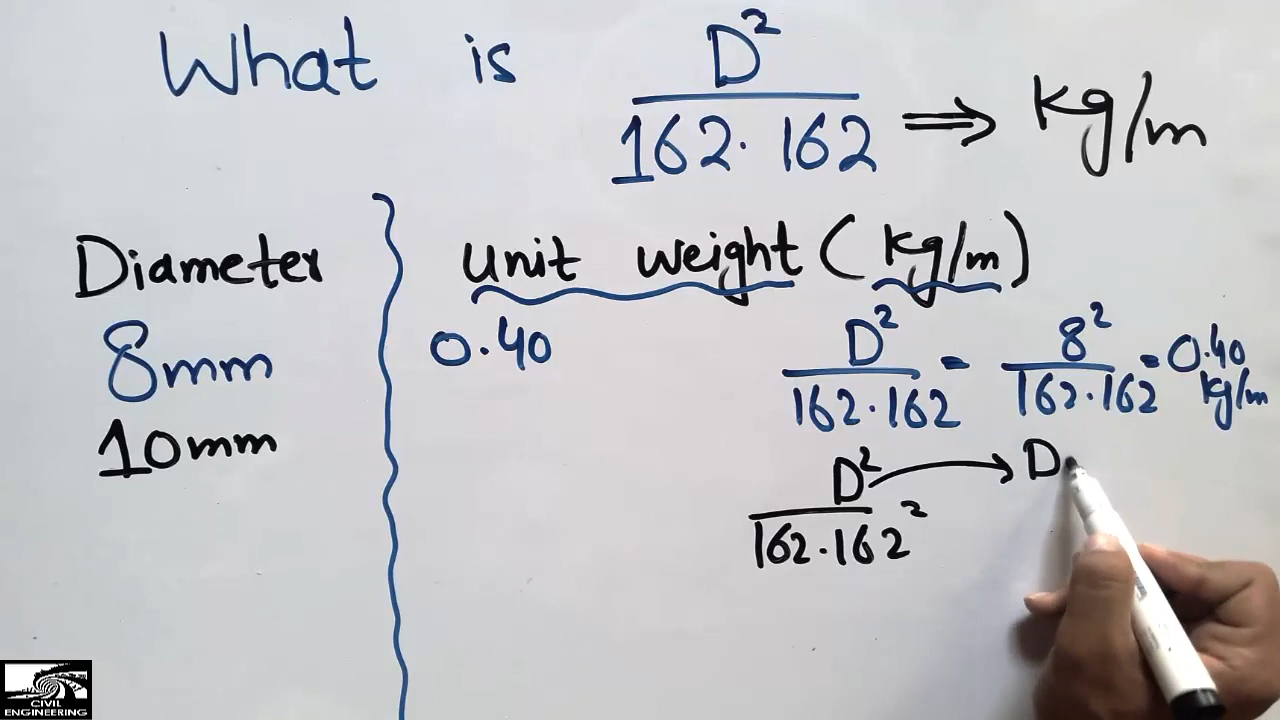 What is D²/162.162 ⇒ kg/m
Diameter unit weight (kg/m)
8mm 0.40 D²/162.162 = 8²/162.162 = 0.40 kg/m
10mm D²/162.162² → D
CIVIL
ENGINEERING